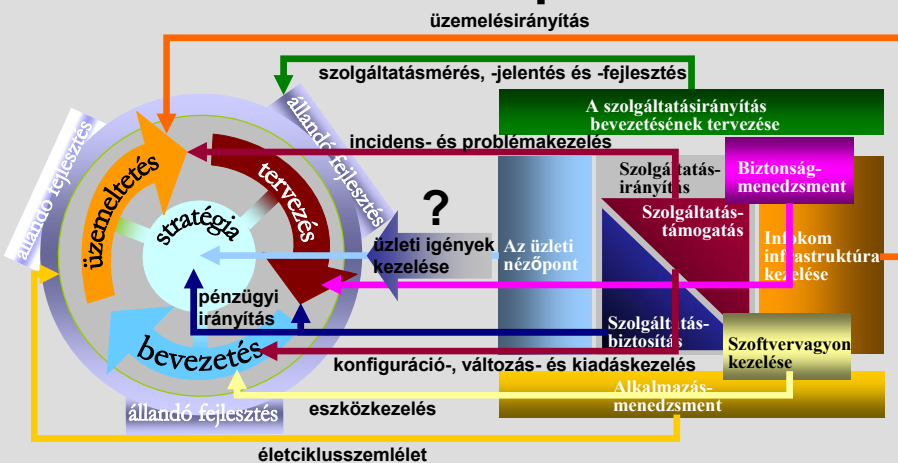 üzemelésirányítás
szolgáltatásmérés, -jelentés és -fejlesztés
A szolgáltatásirányítás
bevezetésének tervezése
állandó fejlesztés
állandó fejlesztés
incidens- és problémakezelés
üzemeltetés
tervezés
stratégia
Szolgáltatás-
irányítás
Biztonság-
menedzsment
?
üzleti igények
kezelése
Az üzleti
nézőpont
Szolgáltatás-
támogatás
Infokom
infrastruktúra
kezelése
pénzügyi
irányítás
Szolgáltatás-
biztosítás
bevezetés
Szoftvervagyon
kezelése
konfiguráció-, változás- és kiadáskezelés
állandó fejlesztés
eszközkezelés
Alkalmazás-
menedzsment
életciklusszemlélet